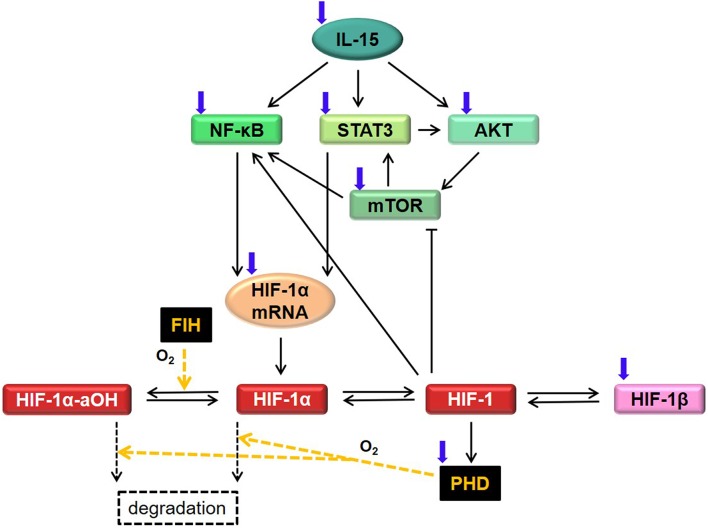 IL-15
NF-κB
STAT3
AKT
mTOR
HIF-1α
mRNA
FIH
O2
HIF-1α-aOH
HIF-1α
HIF-1
HIF-1β
O2
PHD
degradation